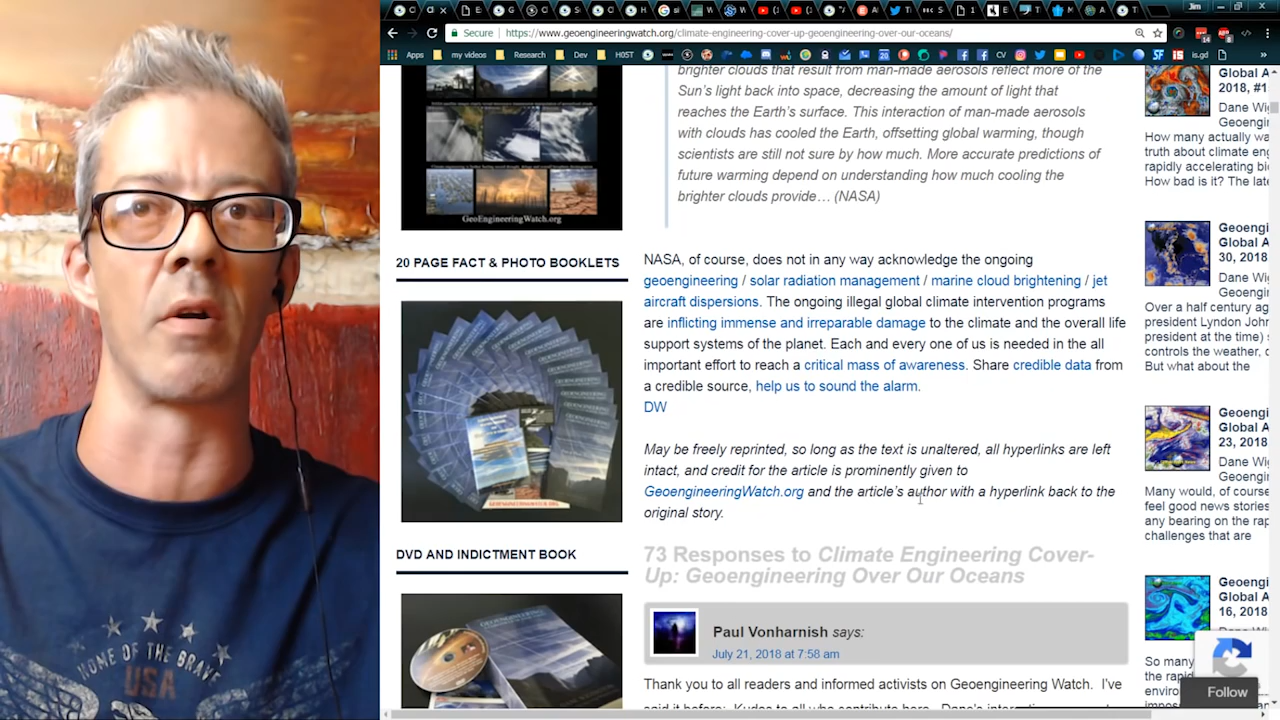 Jim
Secure
https://www.geoengineeringwatch.org/climate-engineering-cover-up-geoengineering-over-our-oceans/
Apps
my videos
Research
Dev
H05T
CV
is.gd
GeoEngineeringWatch.org
20 PAGE FACT & PHOTO BOOKLETS
DVD AND INDICTMENT BOOK
brighter clouds that result from man-made aerosols reflect more of the
Sun's light back into space, decreasing the amount of light that
reaches the Earth's surface. This interaction of man-made aerosols
with clouds has cooled the Earth, offsetting global warming, though
scientists are still not sure by how much. More accurate predictions of
future warming depend on understanding how much cooling the
brighter clouds provide… (NASA)
NASA, of course, does not in any way acknowledge the ongoing
geoengineering / solar radiation management / marine cloud brightening / jet
aircraft dispersions. The ongoing illegal global climate intervention programs
are inflicting immense and irreparable damage to the climate and the overall life
support systems of the planet. Each and every one of us is needed in the all
important effort to reach a critical mass of awareness. Share credible data from
a credible source, help us to sound the alarm.
DW
May be freely reprinted, so long as the text is unaltered, all hyperlinks are left
intact, and credit for the article is prominently given to
GeoengineeringWatch.org and the article's author with a hyperlink back to the
original story.
73 Responses to Climate Engineering Cover-
Up: Geoengineering Over Our Oceans
Paul Vonharnish says:
July 21, 2018 at 7:58 am
Thank you to all readers and informed activists on Geoengineering Watch. I've
Global A
2018, #1
Dane Wig
Geoengin
How many actually wa
truth about climate eng
rapidly accelerating bio
How bad is it? The late
Geoengi
Global A
30, 2018
Dane Wig
Geoengin
Over a half century ag
president Lyndon John
president at the time) s
controls the weather, c
But what about the
Geoengi
Global A
23, 2018
Dane Wig
Geoengin
Many would, of course
feel good news stories
any bearing on the rap
challenges that are
Geoengi
Global A
16, 2018
So many
Follow
HOME OF THE BRAVE
USA